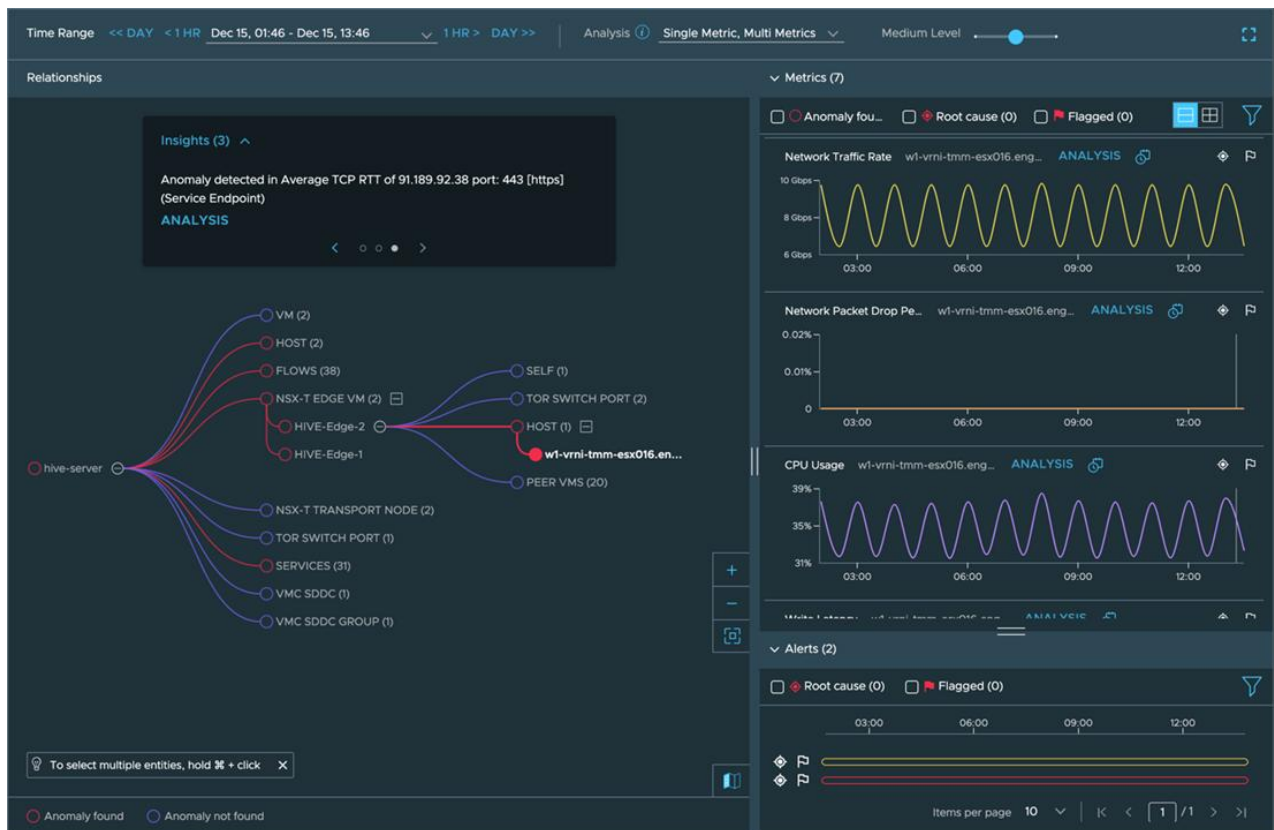 Time Range << DAY < 1 HR Dec 15, 01:46 - Dec 15, 13:46 1 HR > DAY >> Analysis Single Metric, Multi Metrics Medium Level
Relationships
Insights (3)
Anomaly detected in Average TCP RTT of 91.189.92.38 port: 443 [https]
(Service Endpoint)
ANALYSIS
hive-server
VM (2)
HOST (2)
FLOWS (38)
NSX-T EDGE VM (2)
HIVE-Edge-2
HIVE-Edge-1
NSX-T TRANSPORT NODE (2)
TOR SWITCH PORT (1)
SERVICES (31)
VMC SDDC (1)
VMC SDDC GROUP (1)
SELF (1)
TOR SWITCH PORT (2)
HOST (1)
w1-vrni-tmm-esx016.en...
PEER VMS (20)
+
−
To select multiple entities, hold ⌘ + click X
Anomaly found Anomaly not found
Metrics (7)
Anomaly fou... Root cause (0) Flagged (0)
Network Traffic Rate w1-vrni-tmm-esx016.eng... ANALYSIS
10 Gbps
8 Gbps
6 Gbps
03:00 06:00 09:00 12:00
Network Packet Drop Pe... w1-vrni-tmm-esx016.eng... ANALYSIS
0.02%
0.01%
0
03:00 06:00 09:00 12:00
CPU Usage w1-vrni-tmm-esx016.eng... ANALYSIS
39%
35%
31%
03:00 06:00 09:00 12:00
Write Latency w1-vrni-tmm-esx016.eng... ANALYSIS
Alerts (2)
Root cause (0) Flagged (0)
03:00 06:00 09:00 12:00
Items per page 10 1 / 1